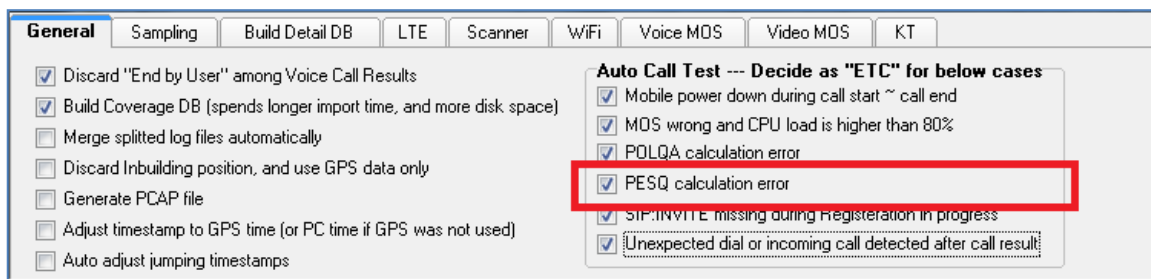 General Sampling Build Detail DB LTE Scanner WiFi Voice MOS Video MOS KT
Discard "End by User" among Voice Call Results
Build Coverage DB (spends longer import time, and more disk space)
Merge splitted log files automatically
Discard Inbuilding position, and use GPS data only
Generate PCAP file
Adjust timestamp to GPS time (or PC time if GPS was not used)
Auto adjust jumping timestamps
Auto Call Test --- Decide as "ETC" for below cases
Mobile power down during call start ~ call end
MOS wrong and CPU load is higher than 80%
POLQA calculation error
PESQ calculation error
SIP:INVITE missing during Registeration in progress
Unexpected dial or incoming call detected after call result